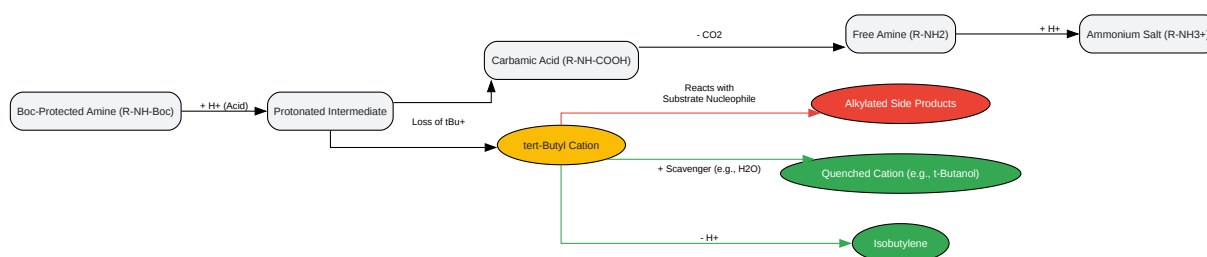 Boc-Protected Amine (R-NH-Boc)
+ H+ (Acid)
Protonated Intermediate
Loss of tBu+
Carbamic Acid (R-NH-COOH)
- CO2
Free Amine (R-NH2)
+ H+
Ammonium Salt (R-NH3+)
tert-Butyl Cation
Reacts with
Substrate Nucleophile
Alkylated Side Products
+ Scavenger (e.g., H2O)
Quenched Cation (e.g., t-Butanol)
- H+
Isobutylene